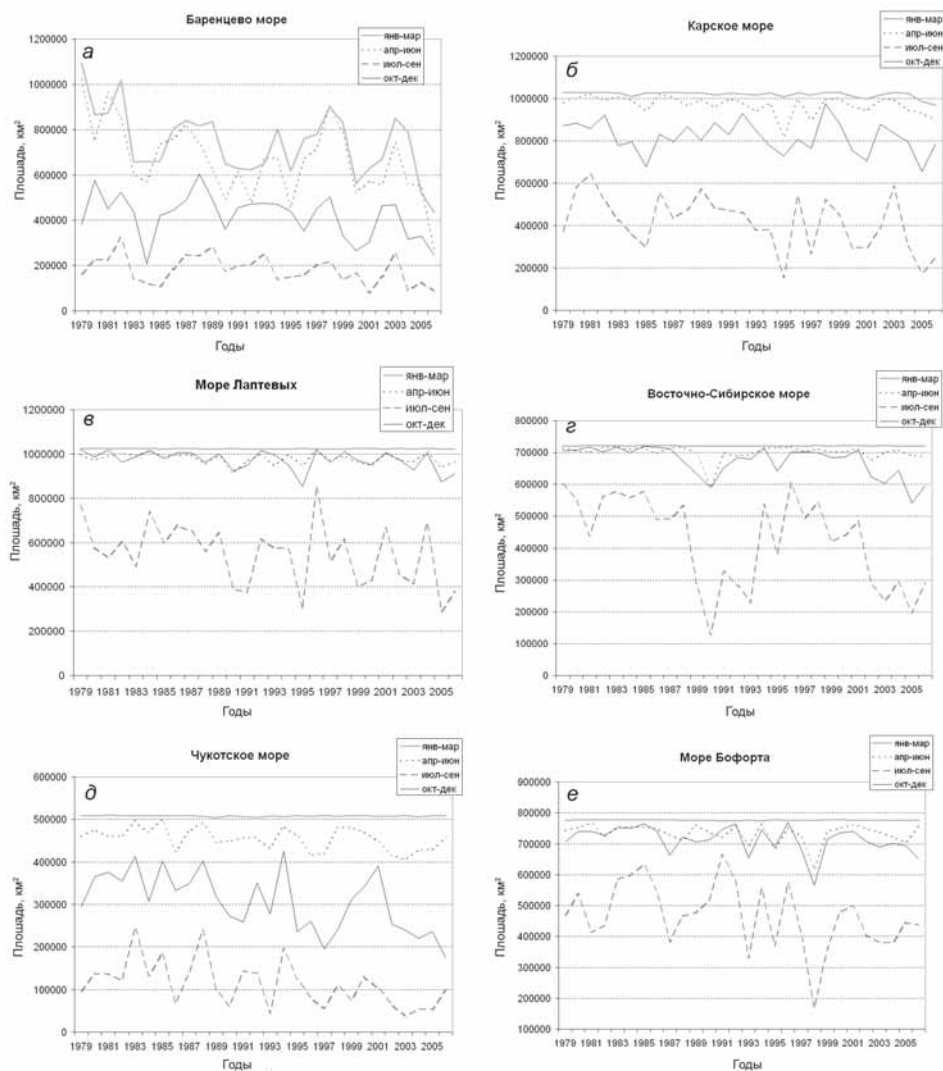 Баренцево море
а
янв-мар
апр-июн
июл-сен
окт-дек
Площадь, км²
1200000
1000000
800000
600000
400000
200000
0
1979 1981 1983 1985 1987 1989 1991 1993 1995 1997 1999 2001 2003 2005
Годы
Карское море
б
янв-мар
апр-июн
июл-сен
окт-дек
Площадь, км²
1200000
1000000
800000
600000
400000
200000
0
1979 1981 1983 1985 1987 1989 1991 1993 1995 1997 1999 2001 2003 2005
Годы
Море Лаптевых
в
янв-мар
апр-июн
июл-сен
окт-дек
Площадь, км²
1200000
1000000
800000
600000
400000
200000
0
1979 1981 1983 1985 1987 1989 1991 1993 1995 1997 1999 2001 2003 2005
Годы
Восточно-Сибирское море
г
янв-мар
апр-июн
июл-сен
окт-дек
Площадь, км²
800000
700000
600000
500000
400000
300000
200000
100000
0
1979 1981 1983 1985 1987 1989 1991 1993 1995 1997 1999 2001 2003 2005
Годы
Чукотское море
д
янв-мар
апр-июн
июл-сен
окт-дек
Площадь, км²
600000
500000
400000
300000
200000
100000
0
1979 1981 1983 1985 1987 1989 1991 1993 1995 1997 1999 2001 2003 2005
Годы
Море Бофорта
е
янв-мар
апр-июн
июл-сен
окт-дек
Площадь, км²
900000
800000
700000
600000
500000
400000
300000
200000
100000
1979 1981 1983 1985 1987 1989 1991 1993 1995 1997 1999 2001 2003 2005
Годы